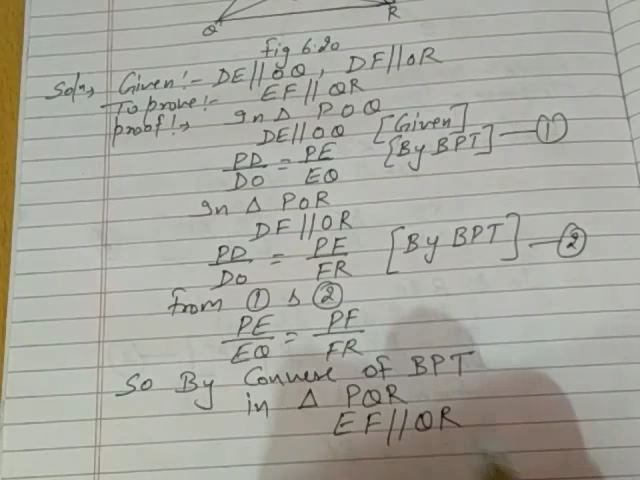 Q R
fig 6.20
Soln, Given:- DE||OQ, DF||OR
To prove:- EF||QR
proof:, In Δ POQ
DE||OQ [Given]
PD/DO = PE/EQ [By BPT] —①
In Δ POR
DF||OR
PD/DO = PF/FR [By BPT] —②
from ① & ②
PE/EQ = PF/FR
So By Converse of BPT
in Δ PQR
EF||QR